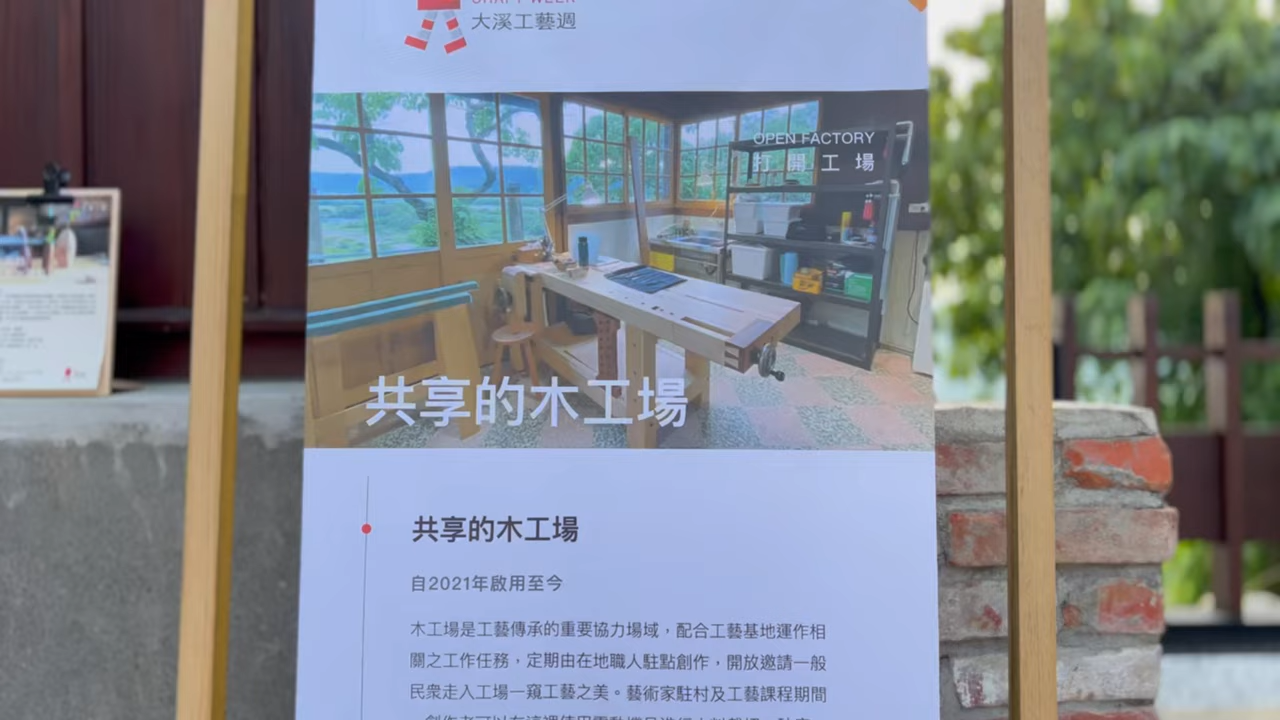 CRAFT WEEK
大溪工藝週
OPEN FACTORY
打開工場
共享的木工場
共享的木工場
自2021年啟用至今
木工場是工藝傳承的重要協力場域，配合工藝基地運作相
關之工作任務，定期由在地職人駐點創作，開放邀請一般
民衆走入工場一窺工藝之美。藝術家駐村及工藝課程期間